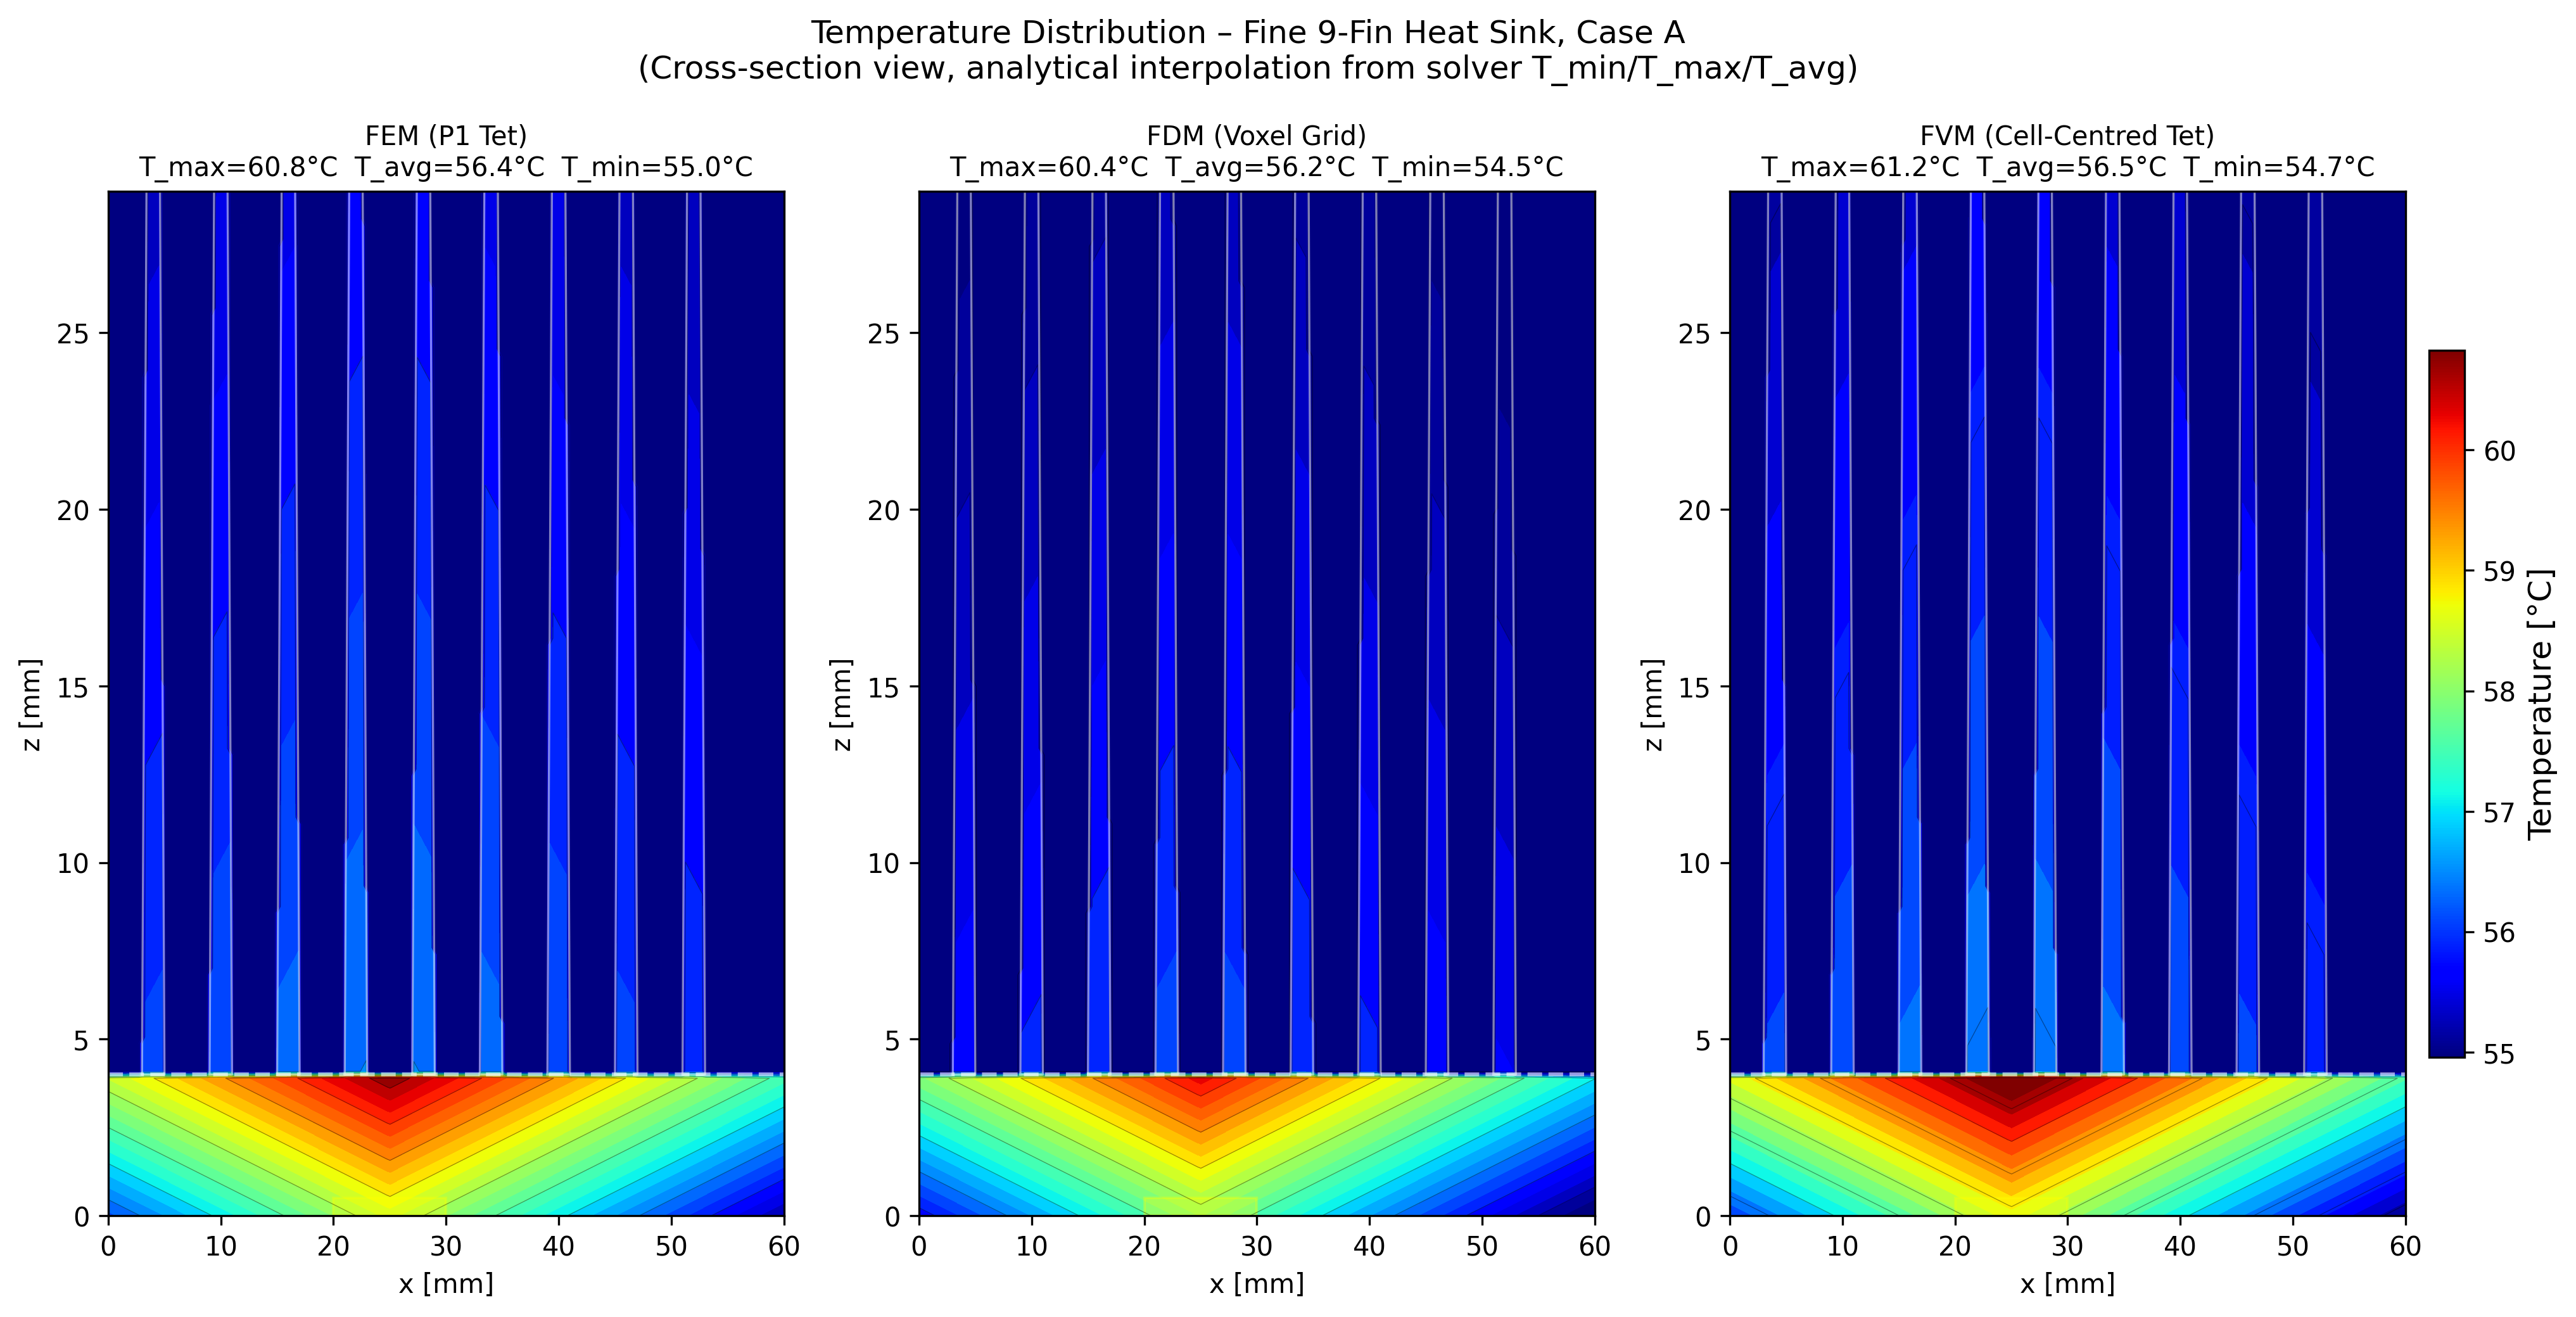 Temperature Distribution – Fine 9-Fin Heat Sink, Case A
(Cross-section view, analytical interpolation from solver T_min/T_max/T_avg)
FEM (P1 Tet)
T_max=60.8°C T_avg=56.4°C T_min=55.0°C
25
20
15
10
5
0
z [mm]
0 10 20 30 40 50 60
x [mm]
FDM (Voxel Grid)
T_max=60.4°C T_avg=56.2°C T_min=54.5°C
25
20
15
10
5
0
z [mm]
0 10 20 30 40 50 60
x [mm]
FVM (Cell-Centred Tet)
T_max=61.2°C T_avg=56.5°C T_min=54.7°C
25
20
15
10
5
0
z [mm]
0 10 20 30 40 50 60
x [mm]
60
59
58
57
56
55
Temperature [°C]